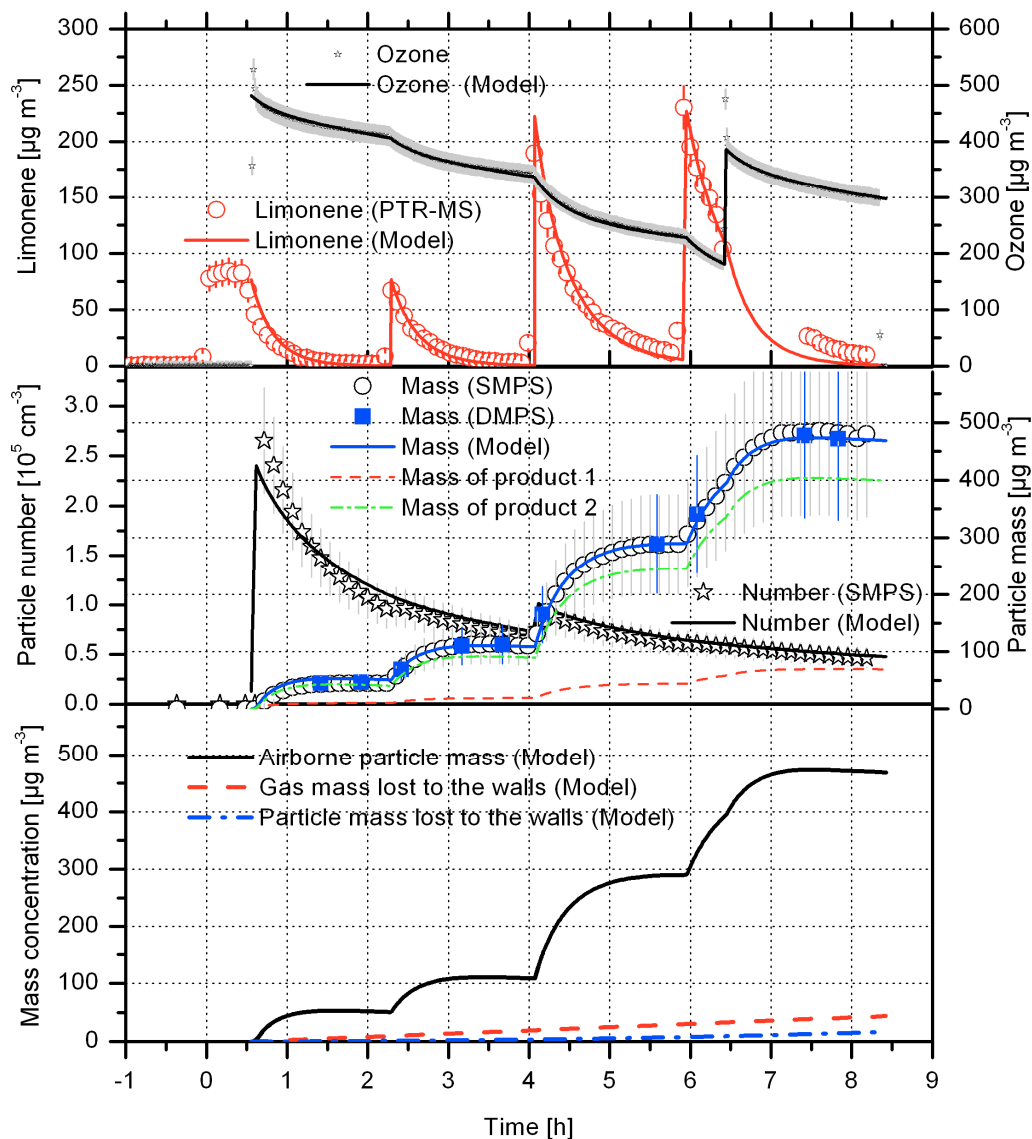 300
250
200
150
100
50
0
Limonene [µg m⁻³]
600
500
400
300
200
100
0
Ozone [µg m⁻³]
Ozone
Ozone (Model)
Limonene (PTR-MS)
Limonene (Model)
3.0
2.5
2.0
1.5
1.0
0.5
0.0
Particle number [10⁵ cm⁻³]
500
400
300
200
100
0
Particle mass [µg m⁻³]
Mass (SMPS)
Mass (DMPS)
Mass (Model)
Mass of product 1
Mass of product 2
Number (SMPS)
Number (Model)
500
400
300
200
100
0
Mass concentration [µg m⁻³]
Airborne particle mass (Model)
Gas mass lost to the walls (Model)
Particle mass lost to the walls (Model)
-1 0 1 2 3 4 5 6 7 8 9
Time [h]